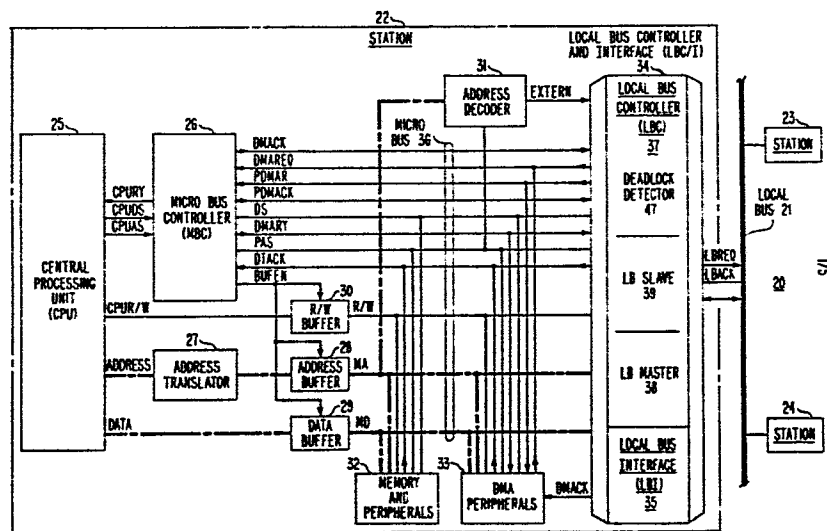 22
STATION
LOCAL BUS CONTROLLER
AND INTERFACE (LBC/I)
34
31
ADDRESS
DECODER
EXTERN
LOCAL BUS
CONTROLLER
(LBC)
37
25
26
MICRO
BUS 36
23
STATION
DMACK
DMAREQ
PDMAR
PDMACK
DS
DMARY
PAS
DTACK
BUFEN
MICRO BUS
CONTROLLER
(MBC)
CPURY
CPUDS
CPUAS
DEADLOCK
DETECTOR
47
LOCAL
BUS 21
CENTRAL
PROCESSING
UNIT
(CPU)
LB SLAVE
39
LBREQ
LBACK
20
CPUR/W
30
R/W
BUFFER
R/W
27
ADDRESS
ADDRESS
TRANSLATOR
28
ADDRESS
BUFFER
MA
LB MASTER
38
DATA
29
DATA
BUFFER
MD
24
STATION
32
MEMORY
AND
PERIPHERALS
33
DMA
PERIPHERALS
DMACK
LOCAL BUS
INTERFACE
(LBI)
35